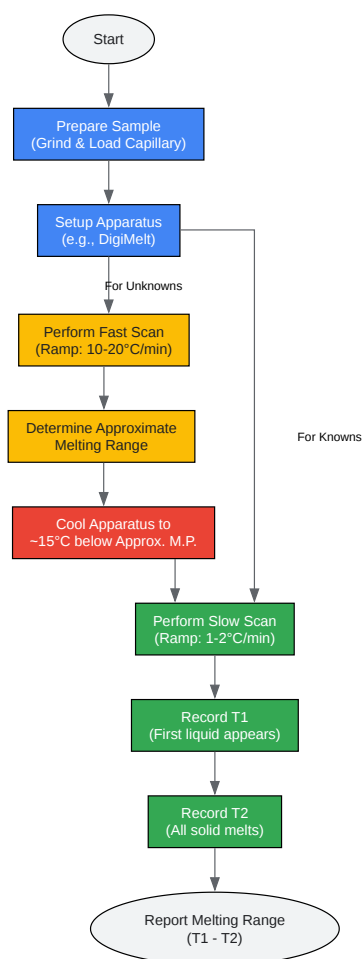 Start
Prepare Sample
(Grind & Load Capillary)
Setup Apparatus
(e.g., DigiMelt)
For Unknowns
Perform Fast Scan
(Ramp: 10-20°C/min)
Determine Approximate
Melting Range
For Knowns
Cool Apparatus to
~15°C below Approx. M.P.
Perform Slow Scan
(Ramp: 1-2°C/min)
Record T1
(First liquid appears)
Record T2
(All solid melts)
Report Melting Range
(T1 - T2)